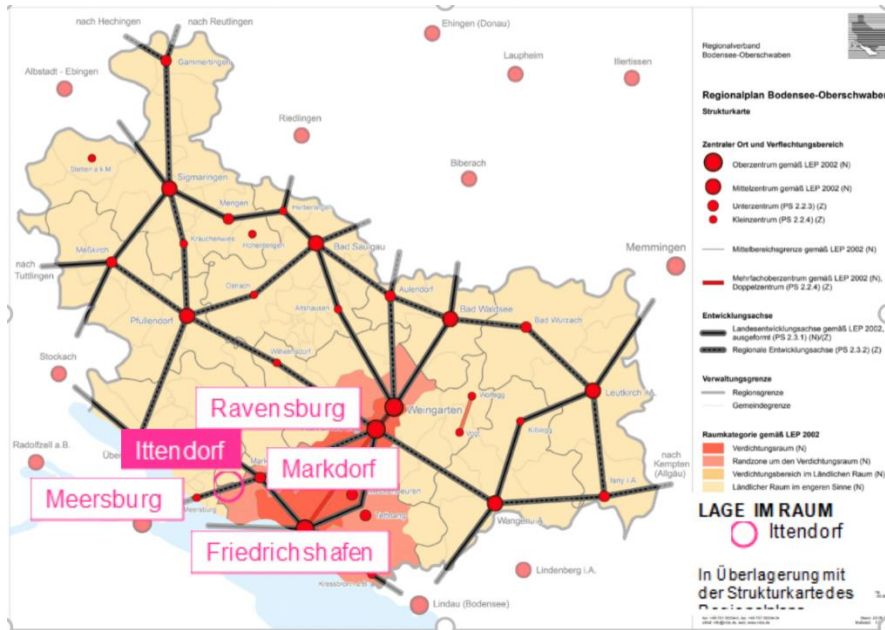 nach Hechingen
nach Reutlingen
Ehingen (Donau)
Laupheim
Illertissen
Gammertingen
Albstadt - Ebingen
Riedlingen
Biberach
Stetten a.k.M.
Sigmaringen
Mengen
Herbertingen
Krauchenwies
Hohentengen
Bad Saulgau
Memmingen
Meßkirch
nach
Tuttlingen
Ostrach
Altshausen
Aulendorf
Bad Waldsee
Bad Wurzach
Pfullendorf
Stockach
Wilhelmsdorf
Ravensburg
Weingarten
Wolfegg
Leutkirch i.A.
Vogt
Kißlegg
Ittendorf
Radolfzell a.B.
Markdorf
nach
Kempten
(Allgäu)
Isny i.A.
Meersburg
Meersburg
Tettnang
Wangen i.A.
Friedrichshafen
Lindenberg i.A.
Lindau (Bodensee)
Regionalverband
Bodensee-Oberschwaben
Regionalplan Bodensee-Oberschwaben
Strukturkarte
Zentraler Ort und Verflechtungsbereich
Oberzentrum gemäß LEP 2002 (N)
Mittelzentrum gemäß LEP 2002 (N)
Unterzentrum (PS 2.2.3) (Z)
Kleinzentrum (PS 2.2.4) (Z)
Mittelbereichsgrenze gemäß LEP 2002 (N)
Mehrfachoberzentrum gemäß LEP 2002 (N),
Doppelzentrum (PS 2.2.4) (Z)
Entwicklungsachse
Landesentwicklungsachse gemäß LEP 2002,
ausgeformt (PS 2.3.1) (N)/(Z)
Regionale Entwicklungsachse (PS 2.3.2) (Z)
Verwaltungsgrenze
Regionsgrenze
Gemeindegrenze
Raumkategorie gemäß LEP 2002
Verdichtungsraum (N)
Randzone um den Verdichtungsraum (N)
Verdichtungsbereich im Ländlichen Raum (N)
Ländlicher Raum im engeren Sinne (N)
LAGE IM RAUM
Ittendorf
In Überlagerung mit
der Strukturkarte des
Regionalplans